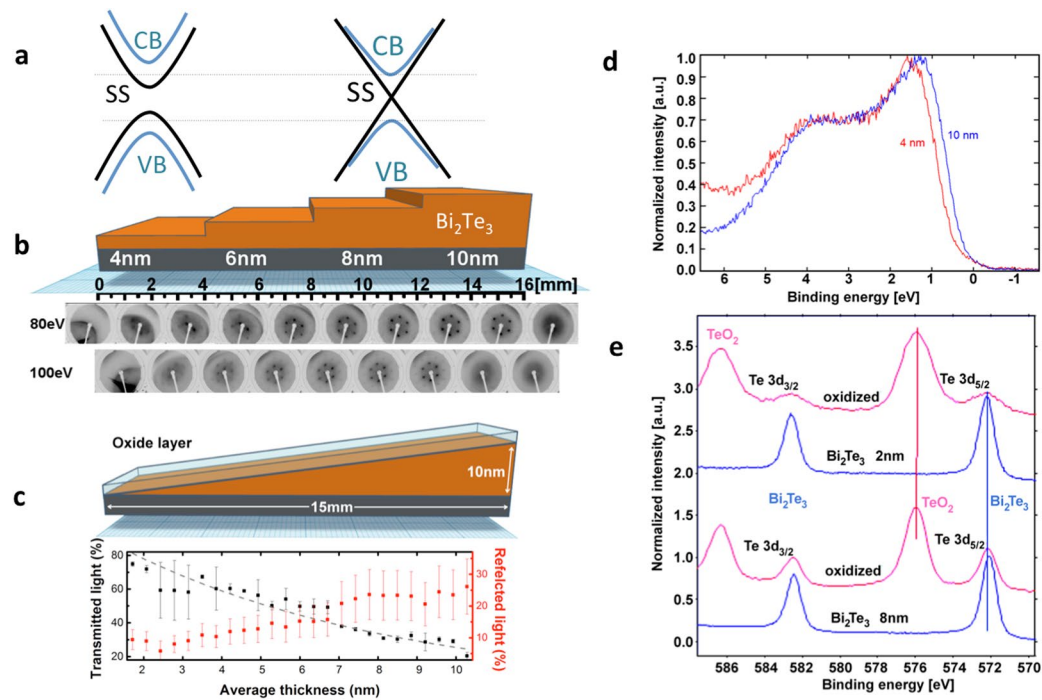 a
CB
SS
VB
CB
SS
VB
Bi2Te3
4nm 6nm 8nm 10nm
b
0 2 4 6 8 10 12 14 16[mm]
80eV
100eV
Oxide layer
10nm
15mm
c
Transmitted light (%)
80
60
40
20
Refelcted light (%)
30
20
10
2 3 4 5 6 7 8 9 10
Average thickness (nm)
d
Normalized intensity [a.u.]
1.0
0.9
0.8
0.7
0.6
0.5
0.4
0.3
0.2
0.1
0.0
4 nm
10 nm
6 5 4 3 2 1 0 -1
Binding energy [eV]
e
Normalized intensity [a.u.]
3.5
3.0
2.5
2.0
1.5
1.0
0.5
0.0
TeO2
Te 3d3/2
oxidized
Te 3d5/2
Bi2Te3 2nm
Bi2Te3
TeO2
Bi2Te3
Te 3d3/2
oxidized
Te 3d5/2
Bi2Te3 8nm
586 584 582 580 578 576 574 572 570
Binding energy [eV]